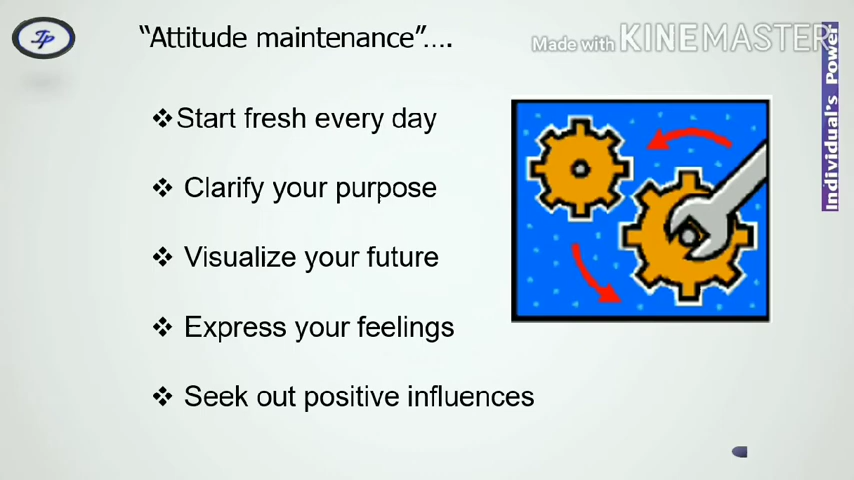 IP
“Attitude maintenance”....
Made with KINEMASTER
Individual's Power
❖Start fresh every day
❖ Clarify your purpose
❖ Visualize your future
❖ Express your feelings
❖ Seek out positive influences